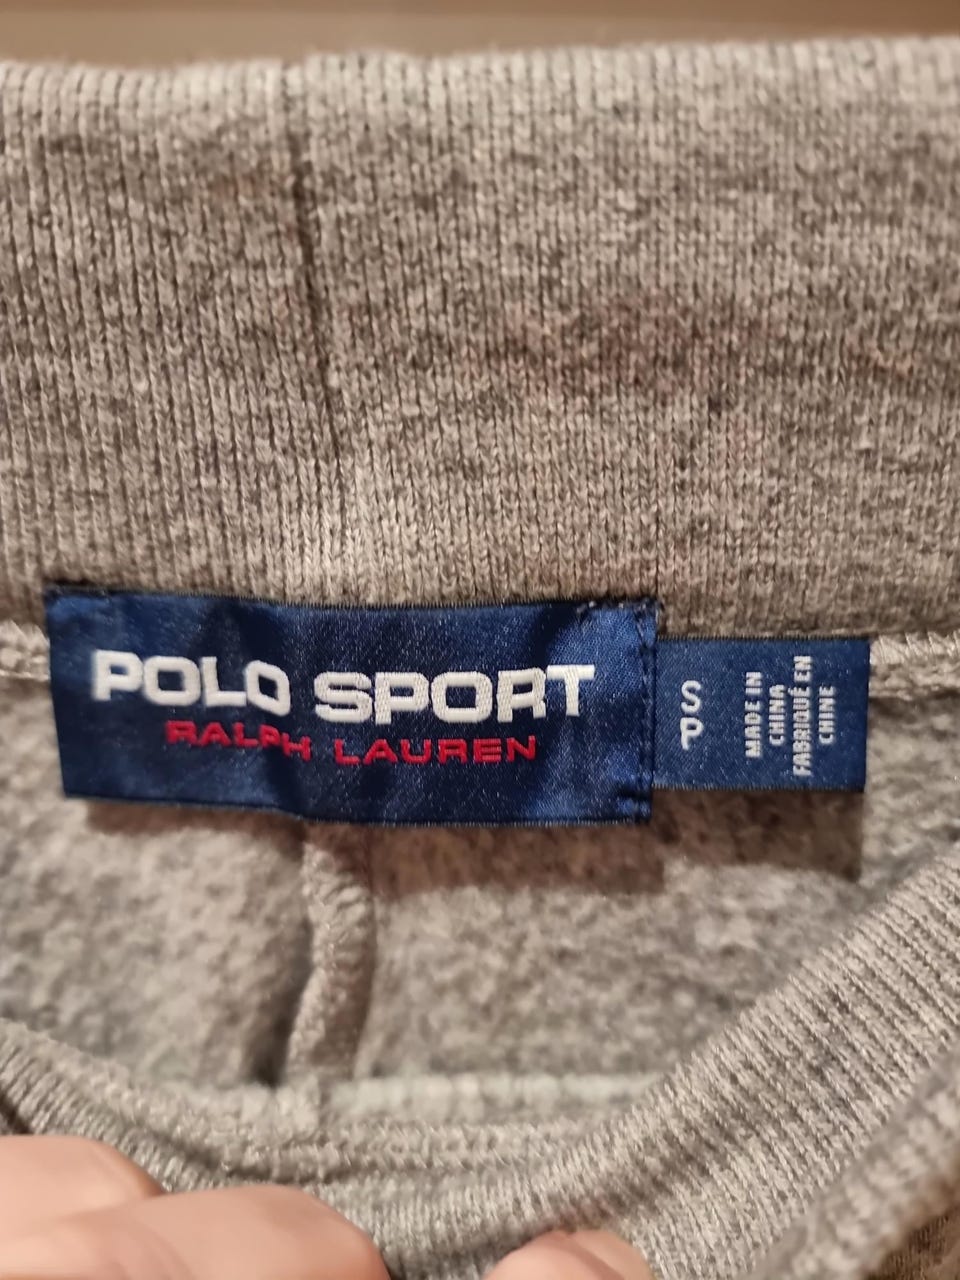 POLO SPORT
RALPH LAUREN
S
P
MADE IN
CHINA
FABRIQUÉ EN
CHINE